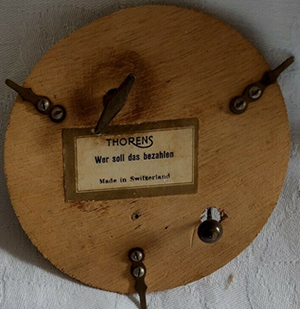 THORENS
Wer soll das bezahlen
Made in Switzerland